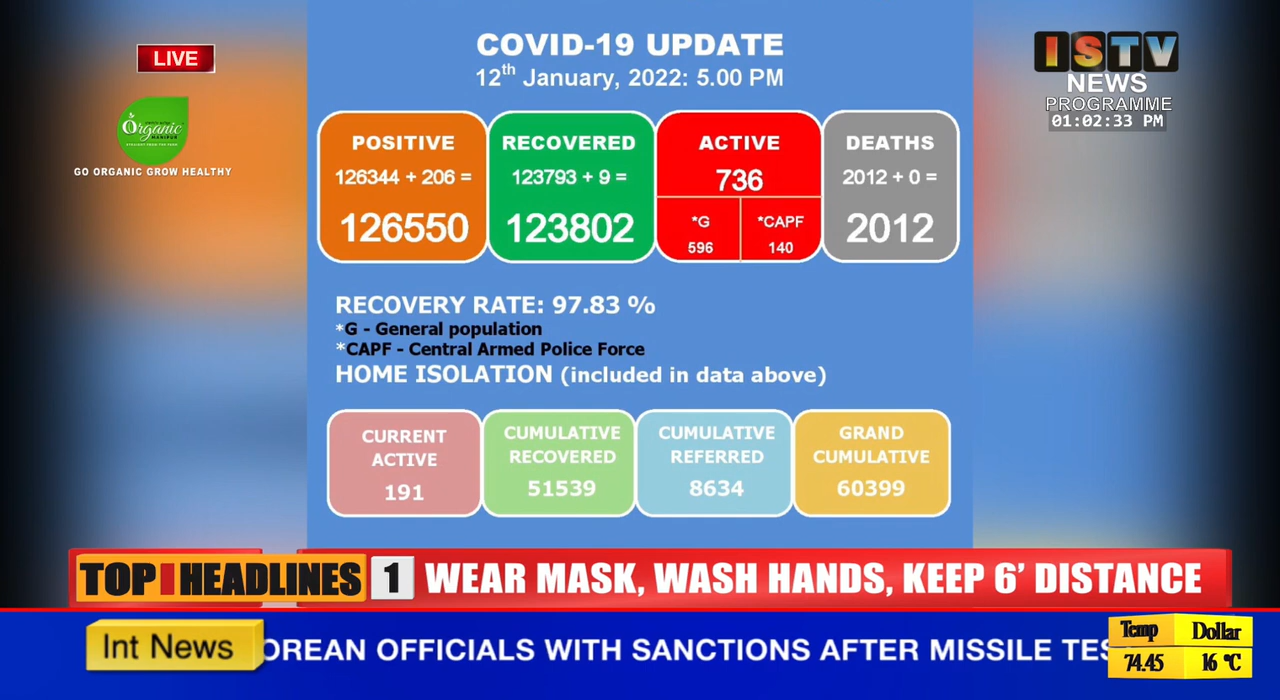 LIVE
Organic
MANIPUR
GO ORGANIC GROW HEALTHY
ISTV
NEWS
PROGRAMME
01:02:33 PM
COVID-19 UPDATE
12th January, 2022: 5.00 PM
POSITIVE
126344 + 206 =
126550
RECOVERED
123793 + 9 =
123802
ACTIVE
736
*G
596
*CAPF
140
DEATHS
2012 + 0 =
2012
RECOVERY RATE: 97.83 %
*G - General population
*CAPF - Central Armed Police Force
HOME ISOLATION (included in data above)
CURRENT
ACTIVE
191
CUMULATIVE
RECOVERED
51539
CUMULATIVE
REFERRED
8634
GRAND
CUMULATIVE
60399
TOP HEADLINES 1 WEAR MASK, WASH HANDS, KEEP 6’ DISTANCE
Int News OREAN OFFICIALS WITH SANCTIONS AFTER MISSILE TES
Temp Dollar
74.45 16 °C